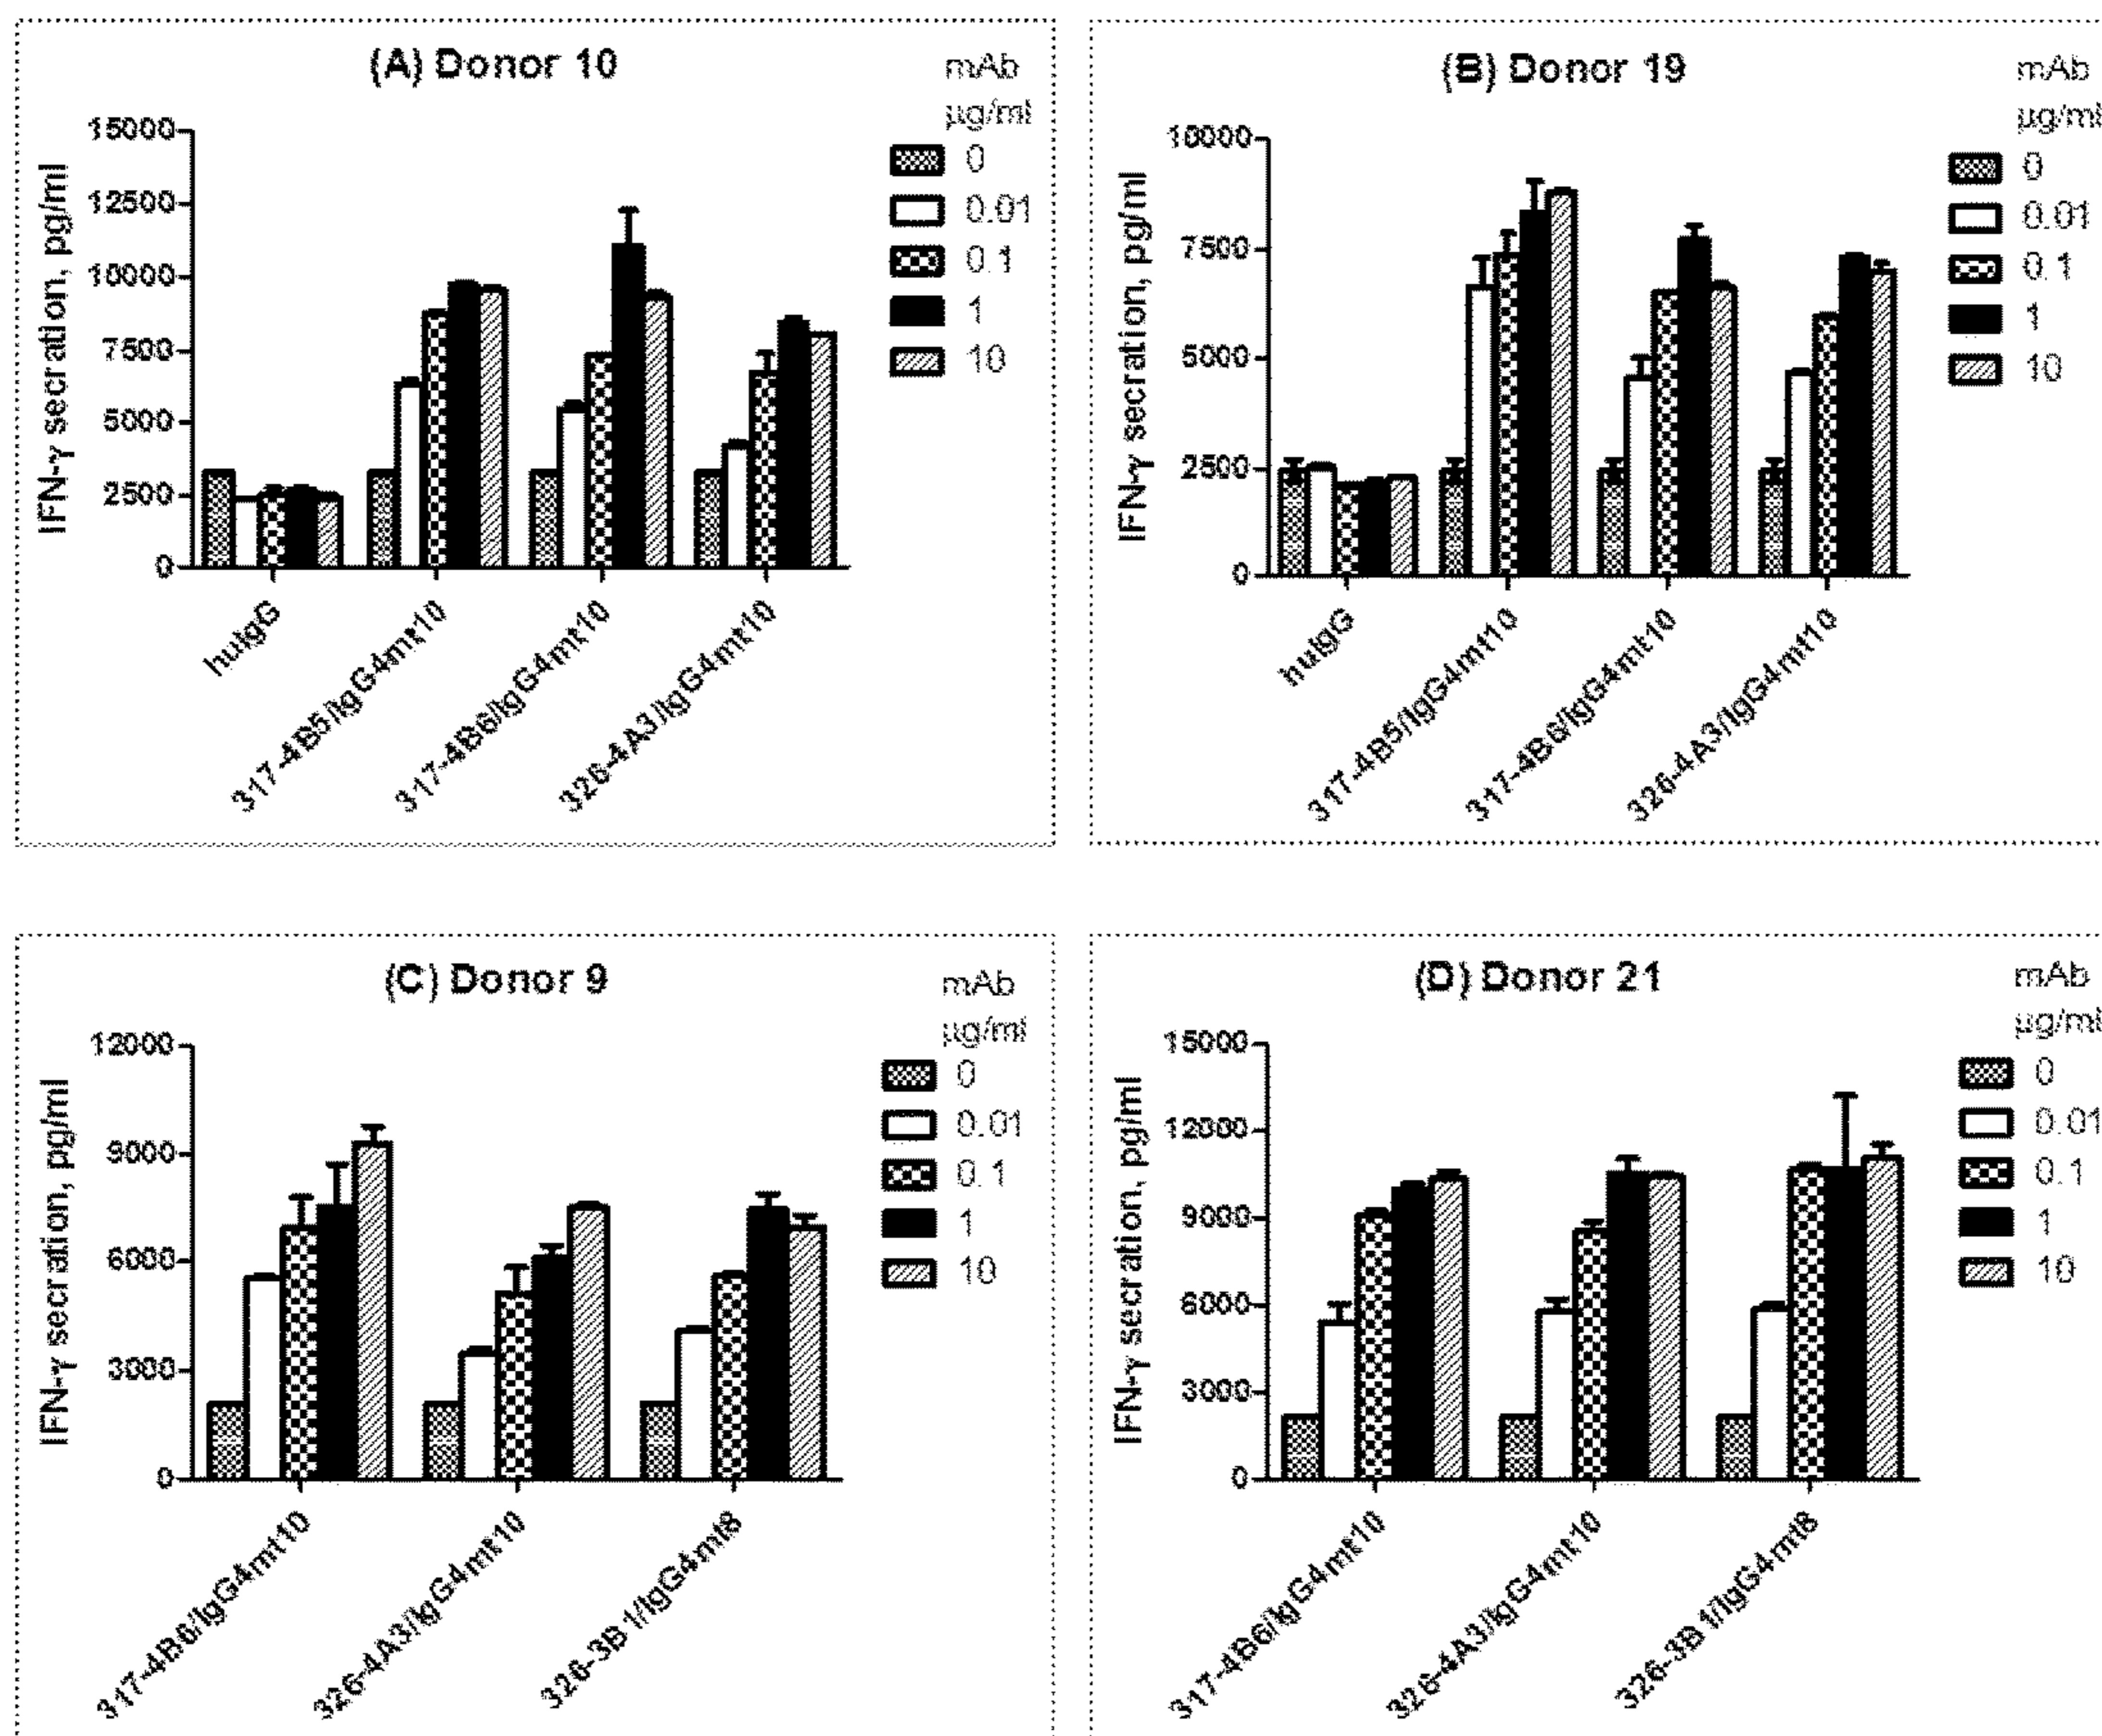 (A) Donor 10
mAb
µg/ml
0
0.01
0.1
1
10
IFN-γ secration, pg/ml
15000
12500
10000
7500
5000
2500
0
huIgG
317-4B5/IgG4mt10
317-4B6/IgG4mt10
326-4A3/IgG4mt10
(B) Donor 19
mAb
µg/ml
0
0.01
0.1
1
10
IFN-γ secration, pg/ml
10000
7500
5000
2500
0
huIgG
317-4B5/IgG4mt10
317-4B6/IgG4mt10
326-4A3/IgG4mt10
(C) Donor 9
mAb
µg/ml
0
0.01
0.1
1
10
IFN-γ secration, pg/ml
12000
9000
6000
3000
0
317-4B6/IgG4mt10
326-4A3/IgG4mt10
326-3B1/IgG4mt8
(D) Donor 21
mAb
µg/ml
0
0.01
0.1
1
10
IFN-γ secration, pg/ml
15000
12000
9000
6000
3000
0
317-4B6/IgG4mt10
326-4A3/IgG4mt10
326-3B1/IgG4mt8